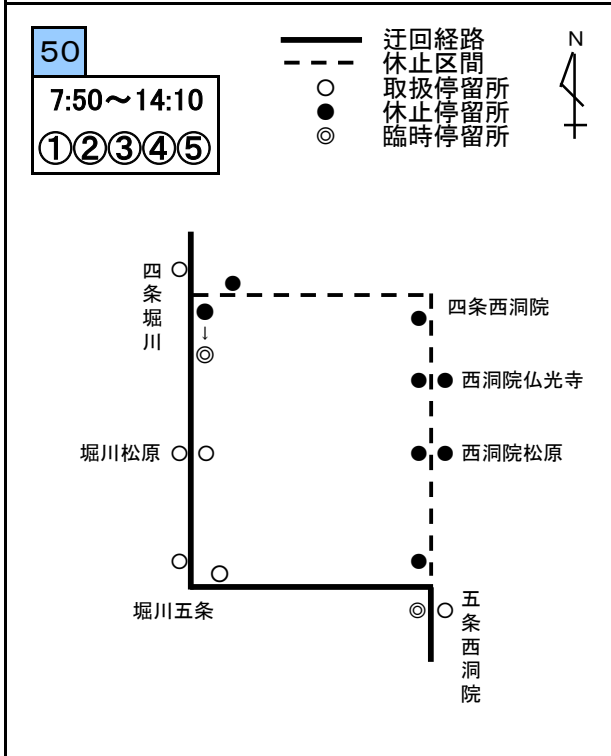 50
7:50～14:10
①②③④⑤
迂回経路
休止区間
取扱停留所
休止停留所
臨時停留所
N
四条堀川
↓
四条西洞院
西洞院仏光寺
堀川松原
西洞院松原
堀川五条
五条西洞院